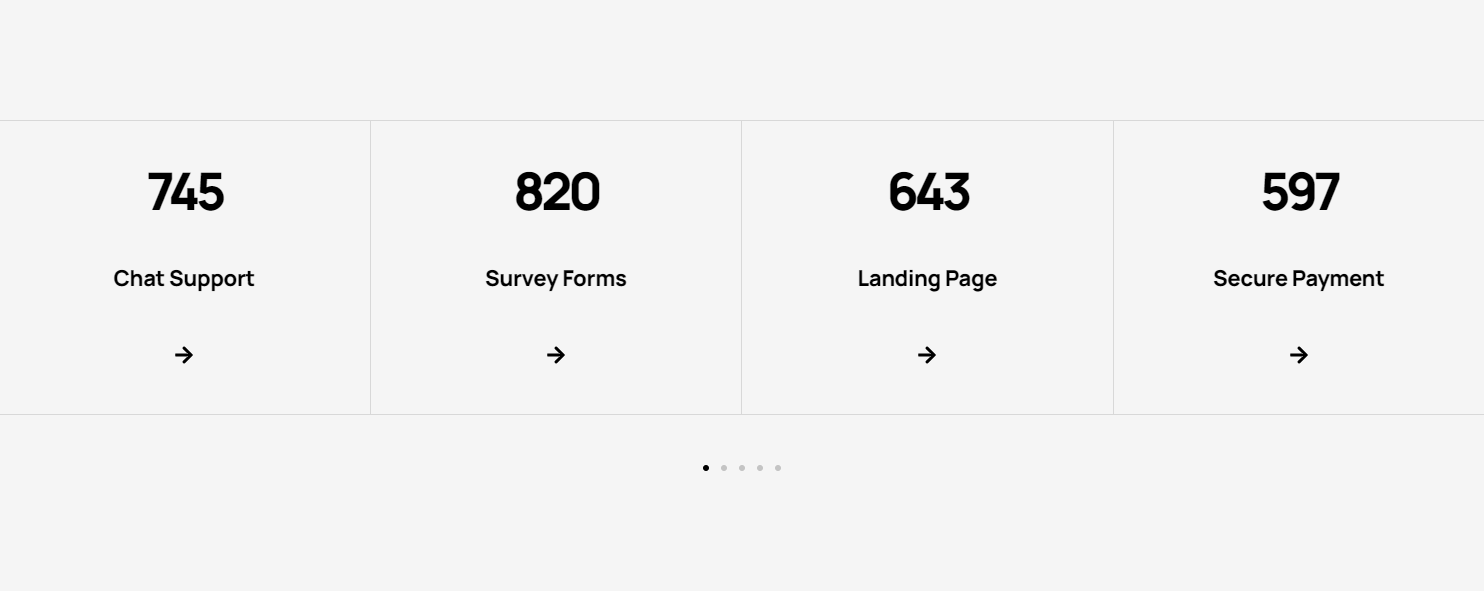 745
Chat Support
820
Survey Forms
643
Landing Page
597
Secure Payment